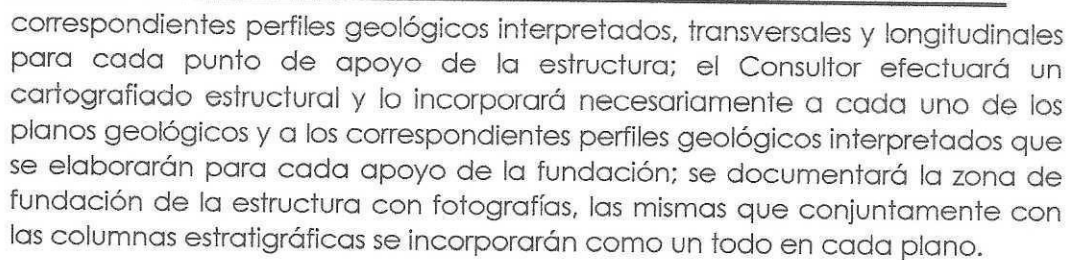 correspondientes perfiles geológicos interpretados, transversales y longitudinales
para cada punto de apoyo de la estructura; el Consultor efectuará un
cartografiado estructural y lo incorporará necesariamente a cada uno de los
planos geológicos y a los correspondientes perfiles geológicos interpretados que
se elaborarán para cada apoyo de la fundación; se documentará la zona de
fundación de la estructura con fotografías, las mismas que conjuntamente con
las columnas estratigráficas se incorporarán como un todo en cada plano.